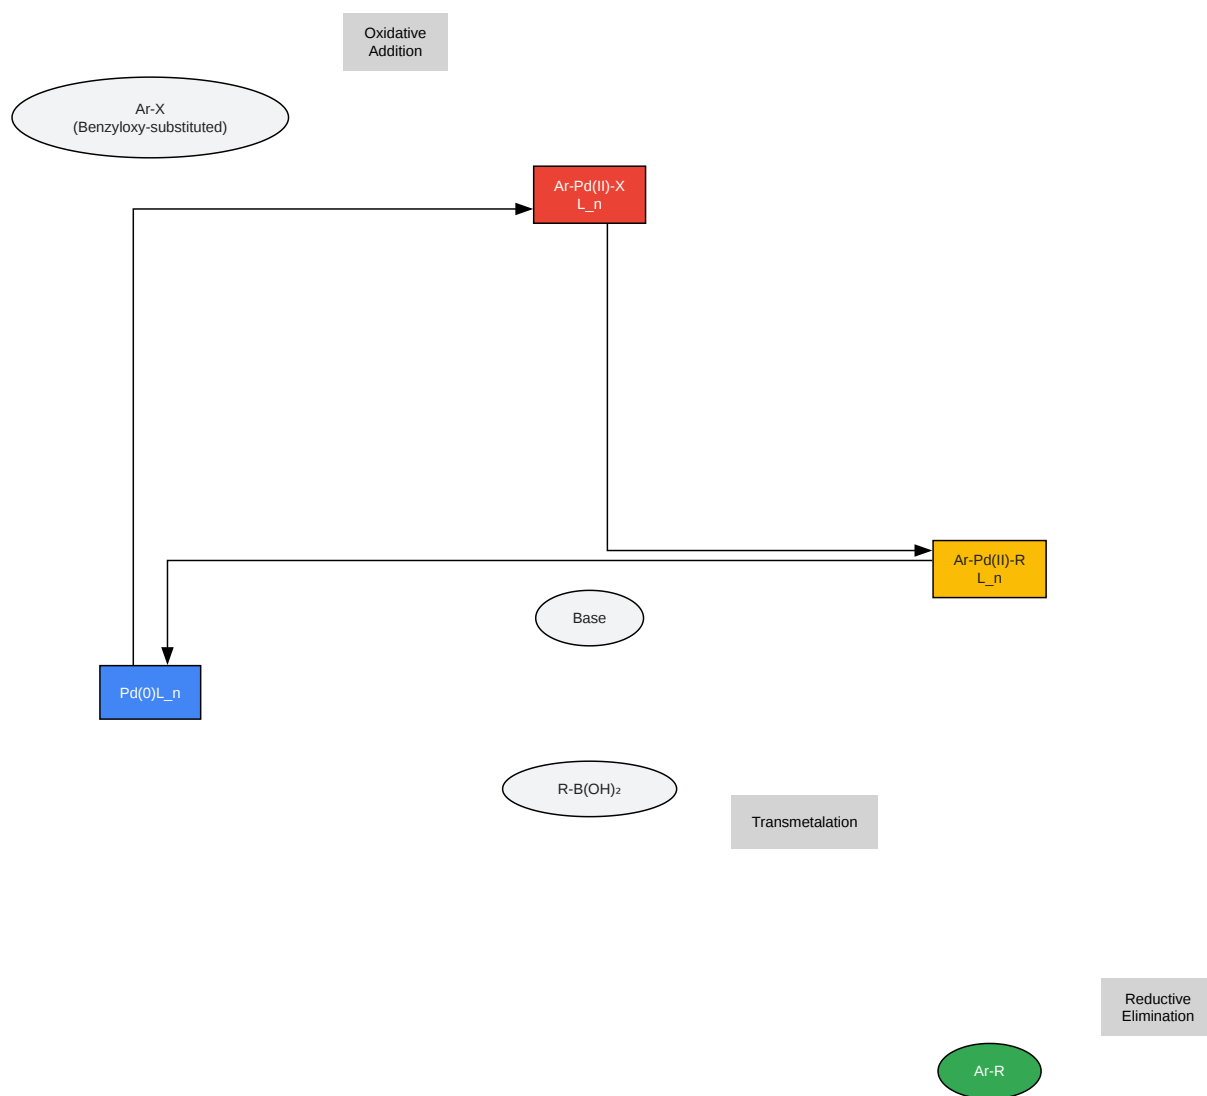 Oxidative
Addition
Ar-X
(Benzyloxy-substituted)
Ar-Pd(II)-X
L_n
Ar-Pd(II)-R
L_n
Base
Pd(0)L_n
R-B(OH)₂
Transmetalation
Reductive
Elimination
Ar-R